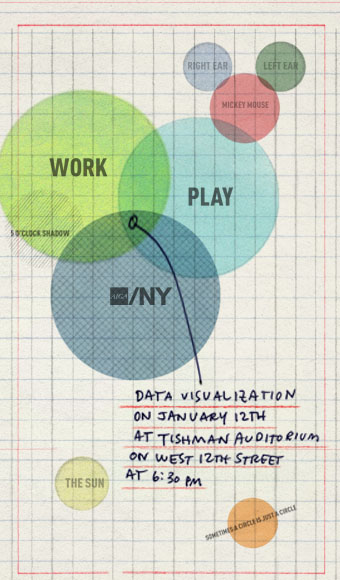 RIGHT EAR
LEFT EAR
MICKEY MOUSE
WORK
PLAY
5 O'CLOCK SHADOW
AIGA/NY
DATA VISUALIZATION
ON JANUARY 12TH
AT TISHMAN AUDITORIUM
ON WEST 12TH STREET
AT 6:30 PM
THE SUN
SOMETIMES A CIRCLE IS JUST A CIRCLE